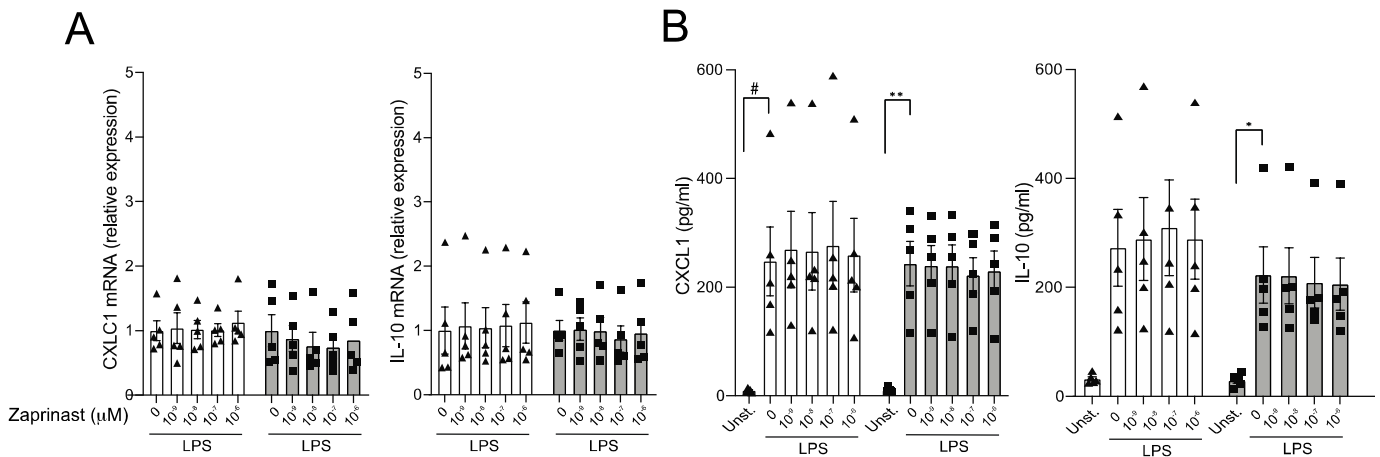 A
B
CXLC1 mRNA (relative expression)
5
4
3
2
1
0
IL-10 mRNA (relative expression)
5
4
3
2
1
0
CXCL1 (pg/ml)
600
400
200
0
#
**
IL-10 (pg/ml)
600
400
200
0
*
Zaprinast (μM)
0 10⁻⁹ 10⁻⁸ 10⁻⁷ 10⁻⁶ 0 10⁻⁹ 10⁻⁸ 10⁻⁷ 10⁻⁶
LPS LPS
0 10⁻⁹ 10⁻⁸ 10⁻⁷ 10⁻⁶ 0 10⁻⁹ 10⁻⁸ 10⁻⁷ 10⁻⁶
LPS LPS
Unst. 0 10⁻⁹ 10⁻⁸ 10⁻⁷ 10⁻⁶ Unst. 0 10⁻⁹ 10⁻⁸ 10⁻⁷ 10⁻⁶
LPS LPS
Unst. 0 10⁻⁹ 10⁻⁸ 10⁻⁷ 10⁻⁶ Unst. 0 10⁻⁹ 10⁻⁸ 10⁻⁷ 10⁻⁶
LPS LPS